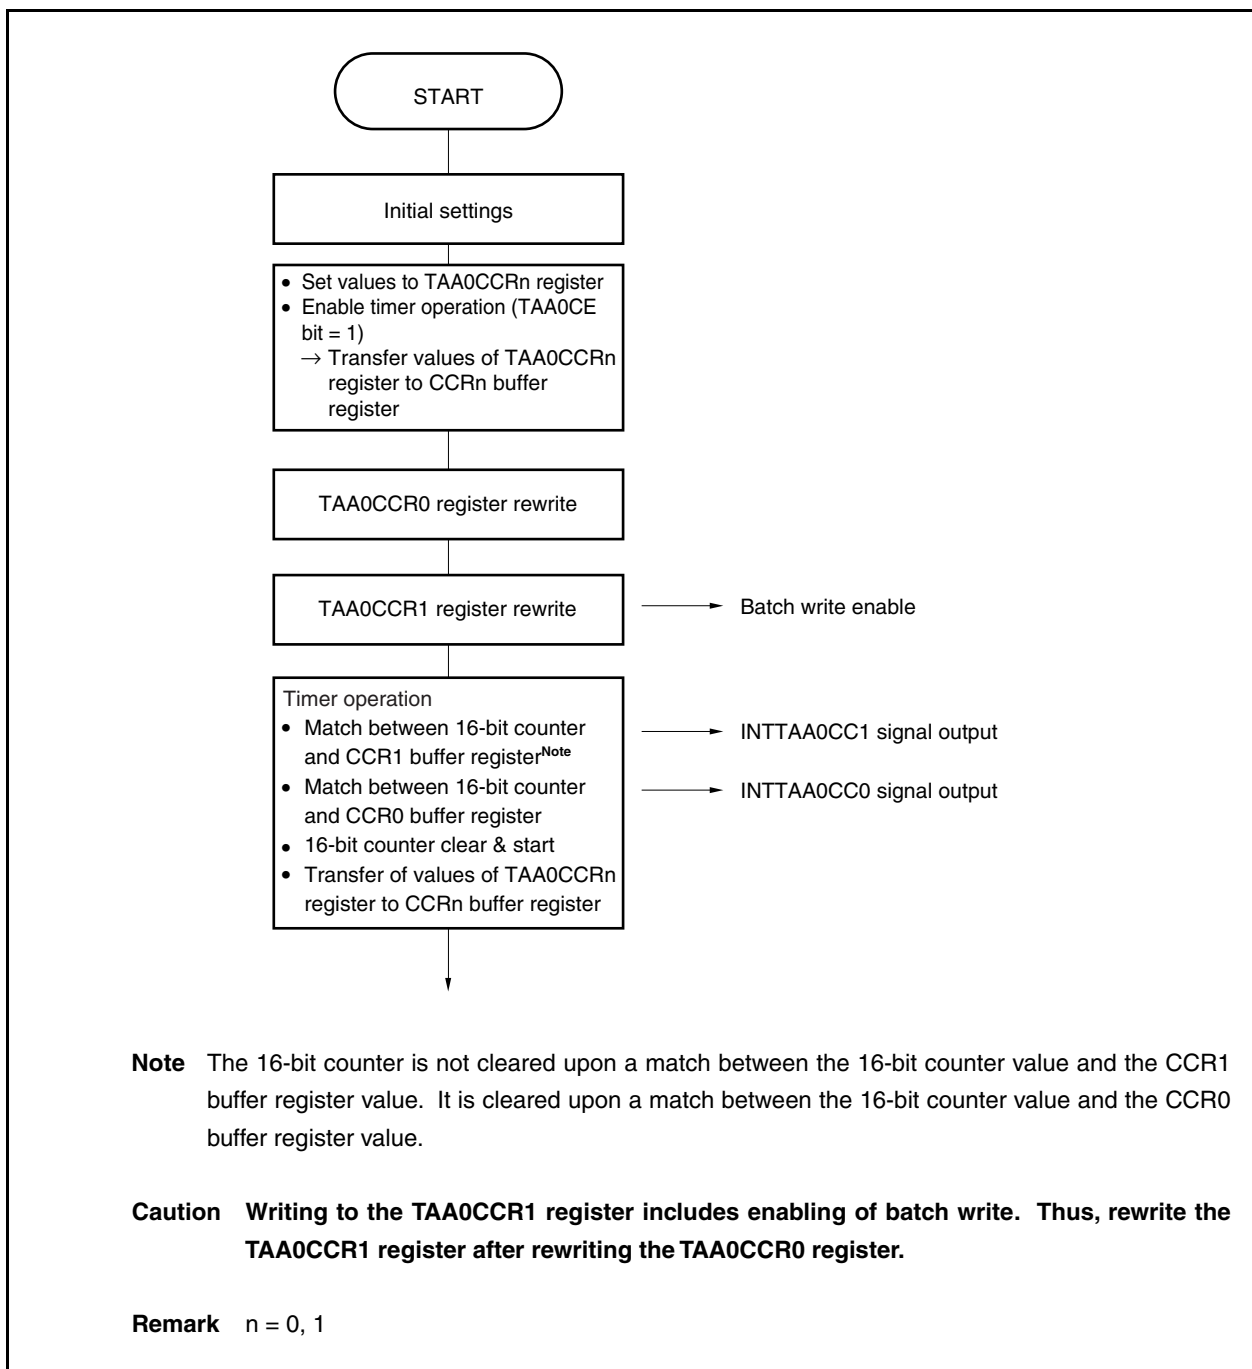 START
Initial settings
• Set values to TAA0CCRn register
• Enable timer operation (TAA0CE
bit = 1)
→ Transfer values of TAA0CCRn
register to CCRn buffer
register
TAA0CCR0 register rewrite
TAA0CCR1 register rewrite
Batch write enable
Timer operation
• Match between 16-bit counter
and CCR1 buffer registerNote
INTTAA0CC1 signal output
• Match between 16-bit counter
and CCR0 buffer register
INTTAA0CC0 signal output
• 16-bit counter clear & start
• Transfer of values of TAA0CCRn
register to CCRn buffer register
Note The 16-bit counter is not cleared upon a match between the 16-bit counter value and the CCR1
buffer register value. It is cleared upon a match between the 16-bit counter value and the CCR0
buffer register value.
Caution Writing to the TAA0CCR1 register includes enabling of batch write. Thus, rewrite the
TAA0CCR1 register after rewriting the TAA0CCR0 register.
Remark n = 0, 1